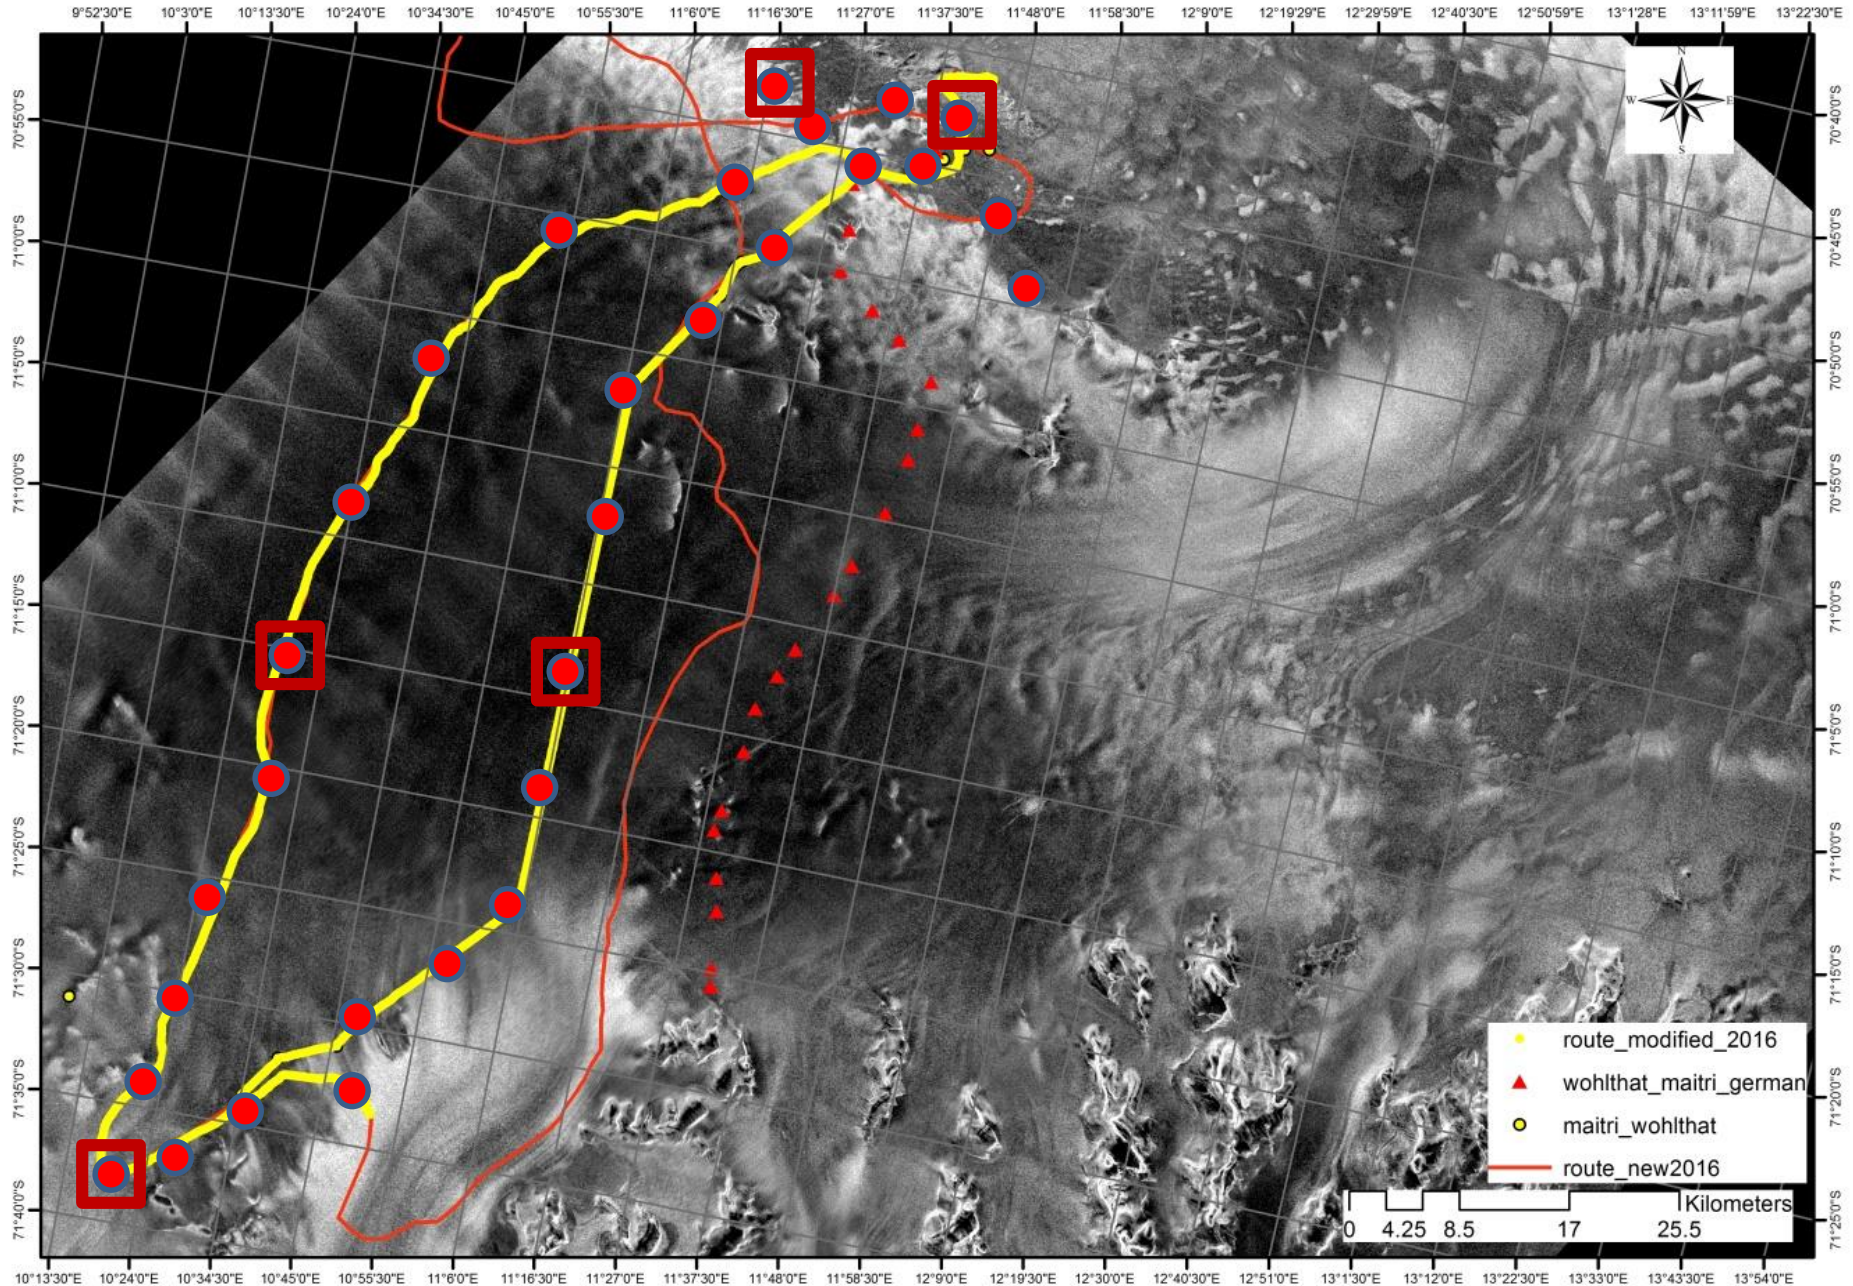 9°52'30"E 10°3'0"E 10°13'30"E 10°24'0"E 10°34'30"E 10°45'0"E 10°55'30"E 11°6'0"E 11°16'30"E 11°27'0"E 11°37'30"E 11°48'0"E 11°58'30"E 12°9'0"E 12°19'29"E 12°29'59"E 12°40'30"E 12°50'59"E 13°1'28"E 13°11'59"E 13°22'30"E
N
W E
S
70°55'0"S
71°0'0"S
71°5'0"S
71°10'0"S
71°15'0"S
71°20'0"S
71°25'0"S
71°30'0"S
71°35'0"S
71°40'0"S
70°40'0"S
70°45'0"S
70°50'0"S
70°55'0"S
71°0'0"S
71°5'0"S
71°10'0"S
71°15'0"S
71°20'0"S
71°25'0"S
route_modified_2016
wohlthat_maitri_german
maitri_wohlthat
route_new2016
Kilometers
0 4.25 8.5 17 25.5
10°13'30"E 10°24'0"E 10°34'30"E 10°45'0"E 10°55'30"E 11°6'0"E 11°16'30"E 11°27'0"E 11°37'30"E 11°48'0"E 11°58'30"E 12°9'0"E 12°19'30"E 12°30'0"E 12°40'30"E 12°51'0"E 13°1'30"E 13°12'0"E 13°22'30"E 13°33'0"E 13°43'30"E 13°54'0"E